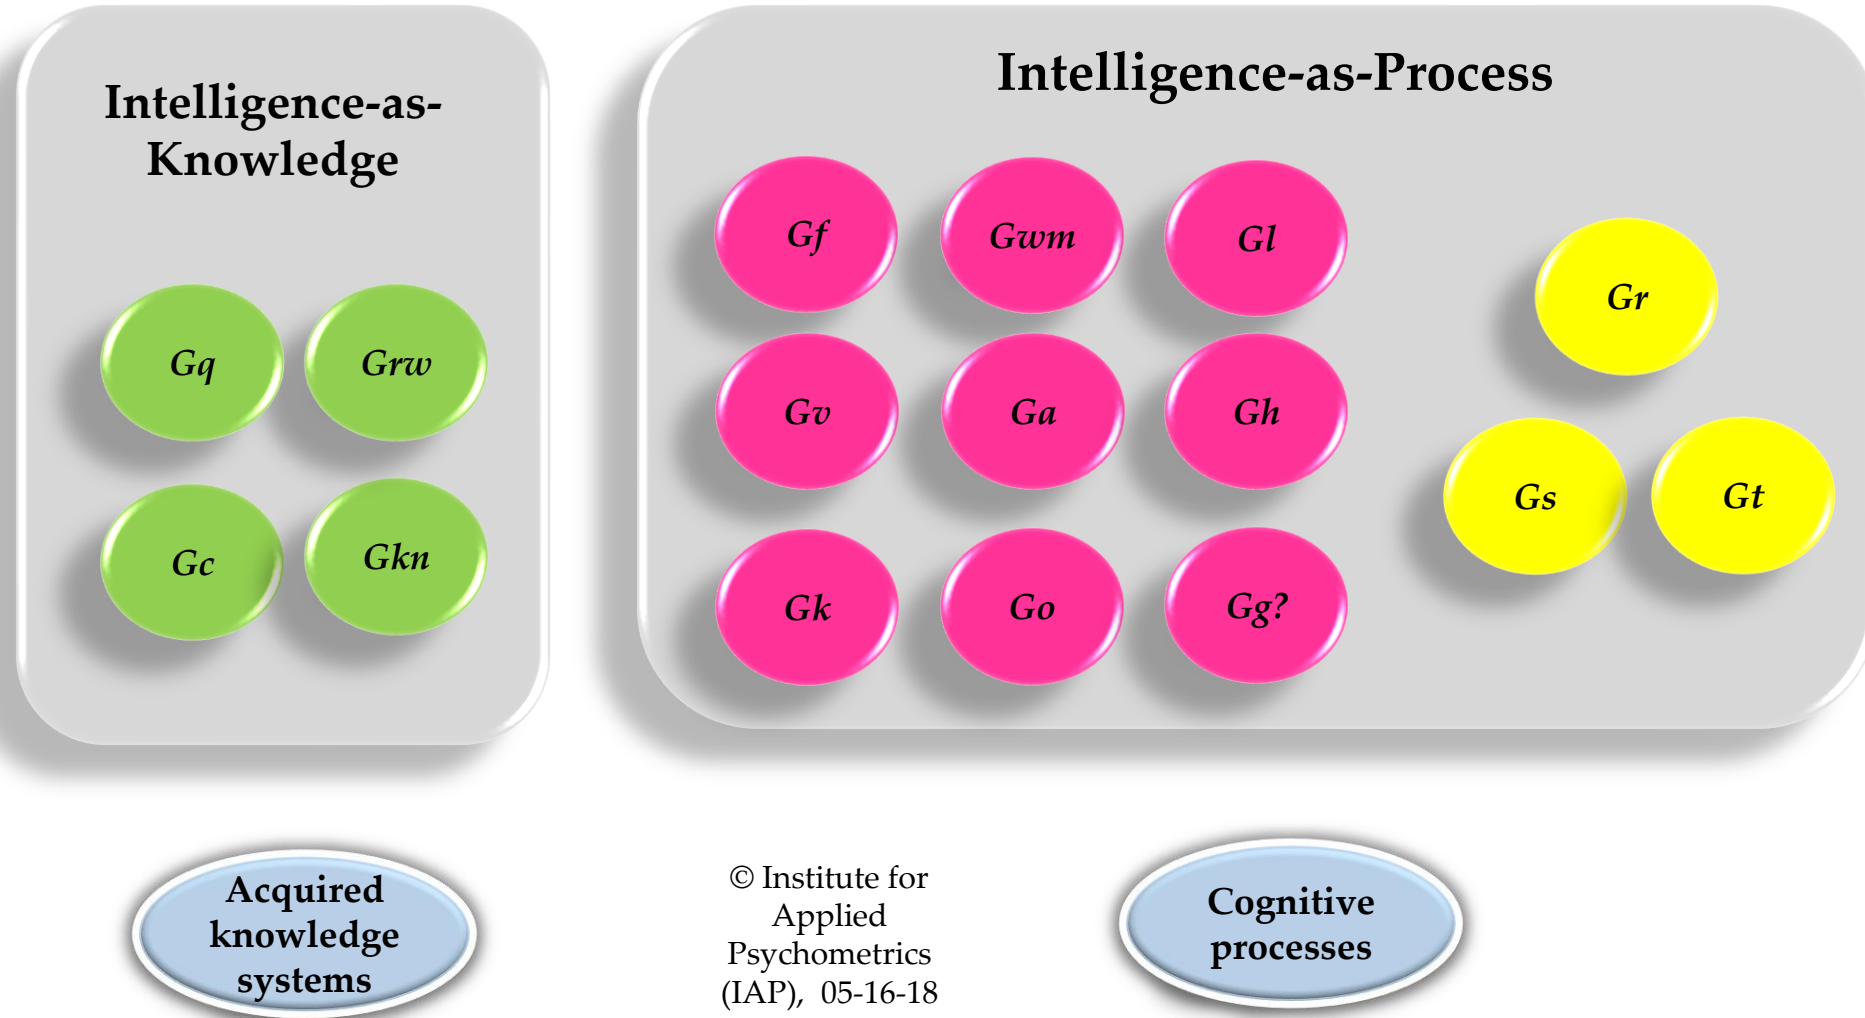 Intelligence-as-
Knowledge
Gq
Grw
Gc
Gkn
Intelligence-as-Process
Gf
Gwm
Gl
Gv
Ga
Gh
Gk
Go
Gg?
Gr
Gs
Gt
Acquired
knowledge
systems
© Institute for
Applied
Psychometrics
(IAP), 05-16-18
Cognitive
processes